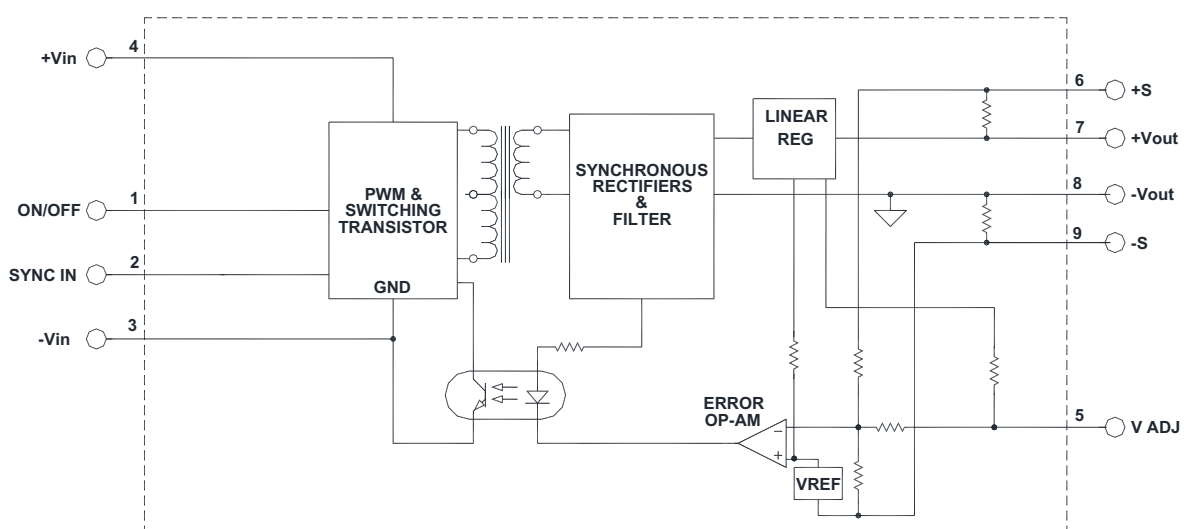 +Vin
4
ON/OFF
1
SYNC IN
2
-Vin
3
PWM &
SWITCHING
TRANSISTOR
GND
SYNCHRONOUS
RECTIFIERS
&
FILTER
LINEAR
REG
6
+S
7
+Vout
8
-Vout
9
-S
ERROR
OP-AM
−
+
VREF
5
V ADJ